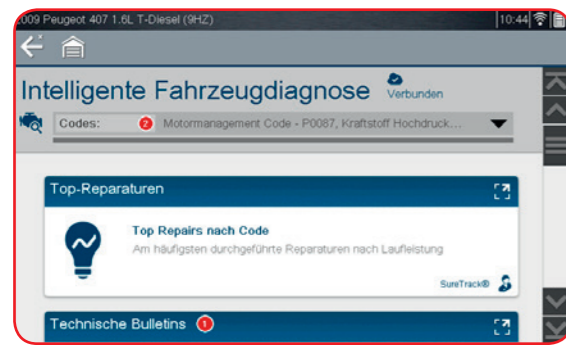 2009 Peugeot 407 1.6L T-Diesel (9HZ) 10:44
Intelligente Fahrzeugdiagnose Verbunden
Codes: 2 Motormanagement Code - P0087, Kraftstoff Hochdruck...
Top-Reparaturen
Top Repairs nach Code
Am häufigsten durchgeführte Reparaturen nach Laufleistung
SureTrack®
Technische Bulletins 1